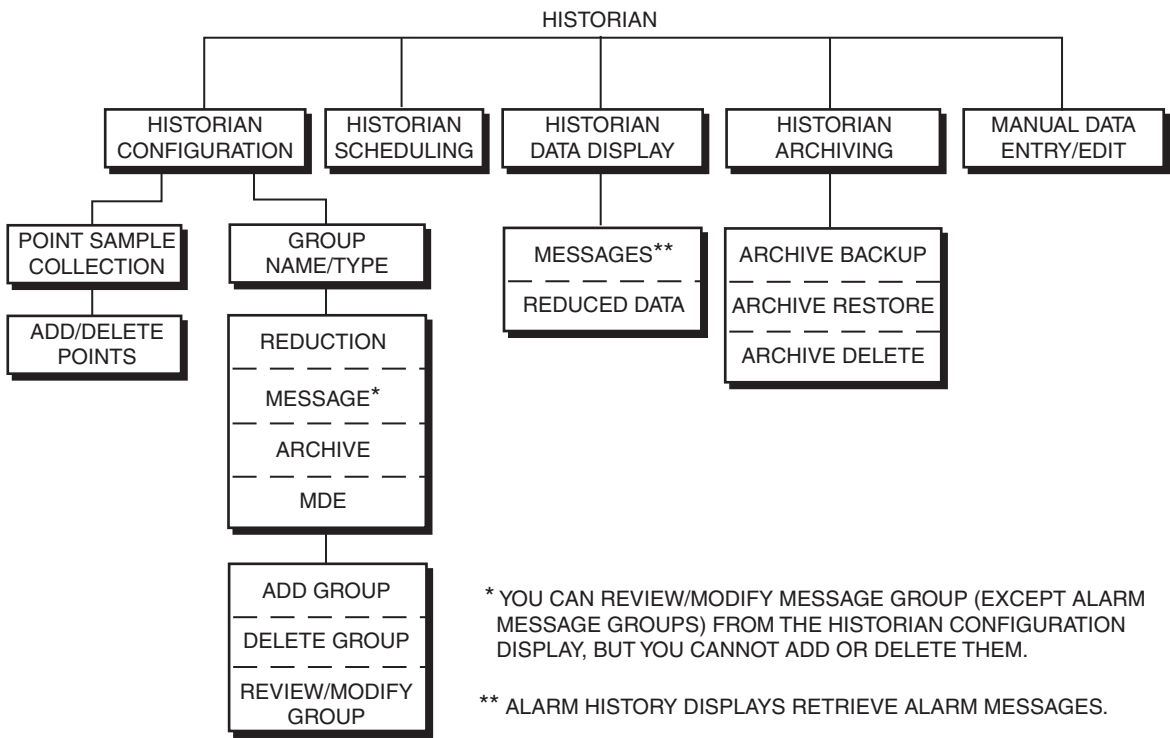 HISTORIAN
HISTORIAN
CONFIGURATION
HISTORIAN
SCHEDULING
HISTORIAN
DATA DISPLAY
HISTORIAN
ARCHIVING
MANUAL DATA
ENTRY/EDIT
POINT SAMPLE
COLLECTION
GROUP
NAME/TYPE
MESSAGES**
REDUCED DATA
ARCHIVE BACKUP
ARCHIVE RESTORE
ARCHIVE DELETE
ADD/DELETE
POINTS
REDUCTION
MESSAGE*
ARCHIVE
MDE
ADD GROUP
DELETE GROUP
REVIEW/MODIFY
GROUP
* YOU CAN REVIEW/MODIFY MESSAGE GROUP (EXCEPT ALARM
MESSAGE GROUPS) FROM THE HISTORIAN CONFIGURATION
DISPLAY, BUT YOU CANNOT ADD OR DELETE THEM.
** ALARM HISTORY DISPLAYS RETRIEVE ALARM MESSAGES.